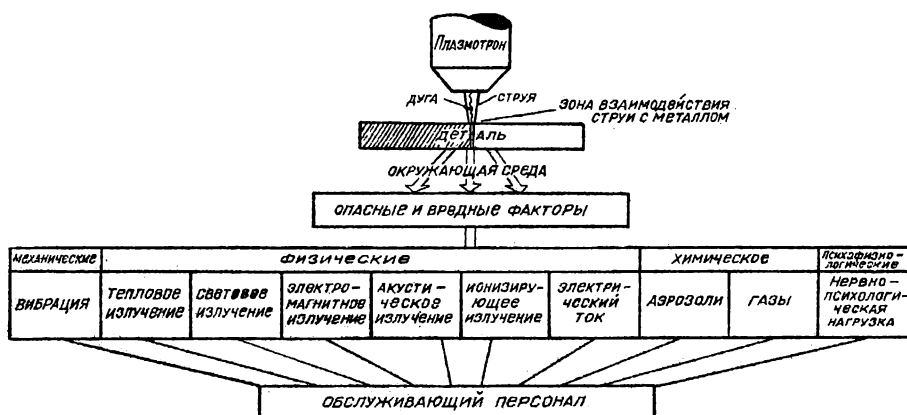 Плазмотрон
дуга
струя
зона взаимодействия
струи с металлом
деталь
окружающая среда
опасные и вредные факторы
механические
физические
химическое
психофизио-
логические
вибрация
тепловое
излучение
световое
излучение
электро-
магнитное
излучение
акусти-
ческое
излучение
ионизиру-
ющее
излучение
электри-
ческий
ток
аэрозоли
газы
нервно-
психологи-
ческая
нагрузка
обслуживающий персонал